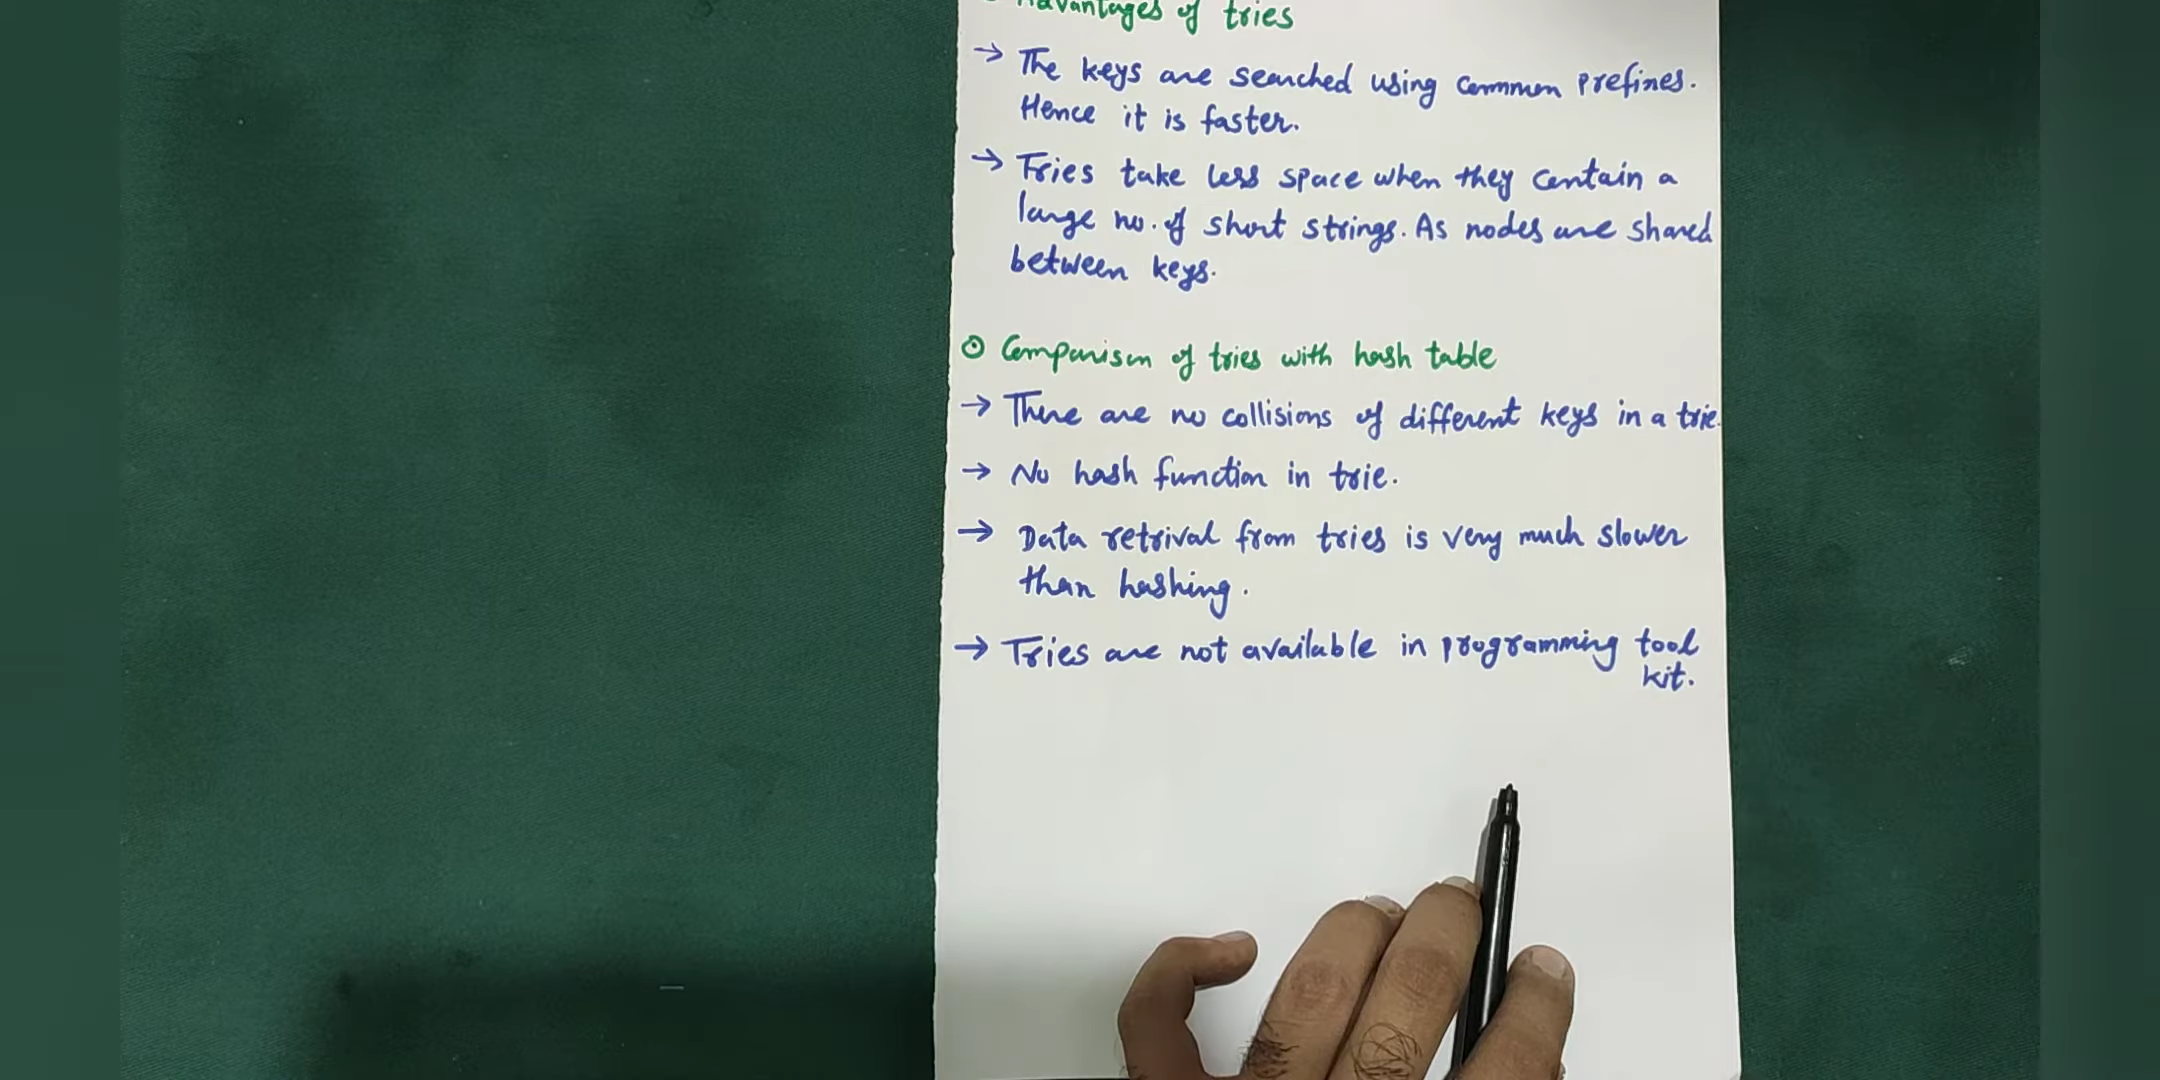 Advantages of tries
→ The keys are searched using common prefines.
Hence it is faster.
→ Tries take less space when they contain a
large no. of short strings. As nodes are shared
between keys.
⊙ Comparison of tries with hash table
→ There are no collisions of different keys in a trie.
→ No hash function in trie.
→ Data retrival from tries is very much slower
than hashing.
→ Tries are not available in programming tool
kit.